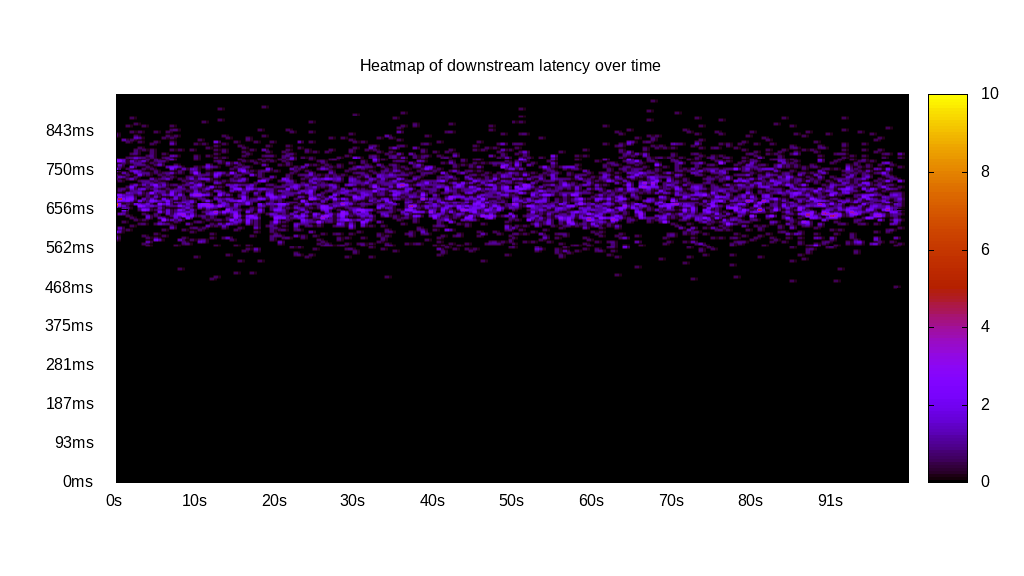 Heatmap of downstream latency over time
843ms
750ms
656ms
562ms
468ms
375ms
281ms
187ms
93ms
0ms
0s 10s 20s 30s 40s 50s 60s 70s 80s 91s
10
8
6
4
2
0